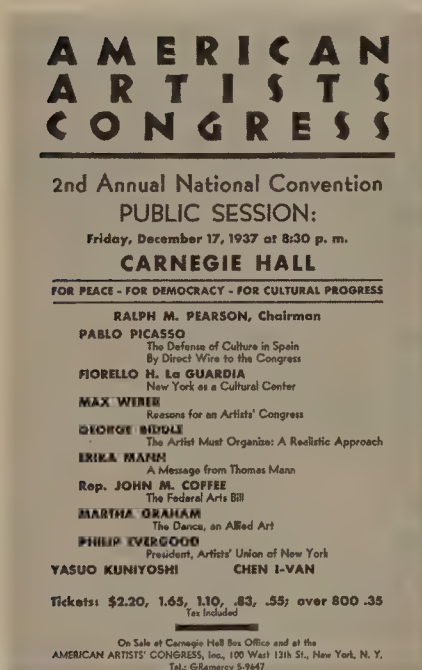 AMERICAN
ARTISTS
CONGRESS
2nd Annual National Convention
PUBLIC SESSION:
Friday, December 17, 1937 at 8:30 p. m.
CARNEGIE HALL
FOR PEACE - FOR DEMOCRACY - FOR CULTURAL PROGRESS
RALPH M. PEARSON, Chairman
PABLO PICASSO
The Defense of Culture in Spain
By Direct Wire to the Congress
FIORELLO H. La GUARDIA
New York as a Cultural Center
MAX WEBER
Reasons for an Artists' Congress
GEORGE BIDDLE
The Artist Must Organize: A Realistic Approach
ERIKA MANN
A Message from Thomas Mann
Rep. JOHN M. COFFEE
The Federal Arts Bill
MARTHA GRAHAM
The Dance, an Allied Art
PHILIP EVERGOOD
President, Artists' Union of New York
YASUO KUNIYOSHI CHEN I-VAN
Tickets: $2.20, 1.65, 1.10, .83, .55; over 800 .35
Tax Included
On Sale at Carnegie Hall Box Office and at the
AMERICAN ARTISTS' CONGRESS, Inc., 100 West 13th St., New York, N. Y.
Tel.: GRamercy 5-9647